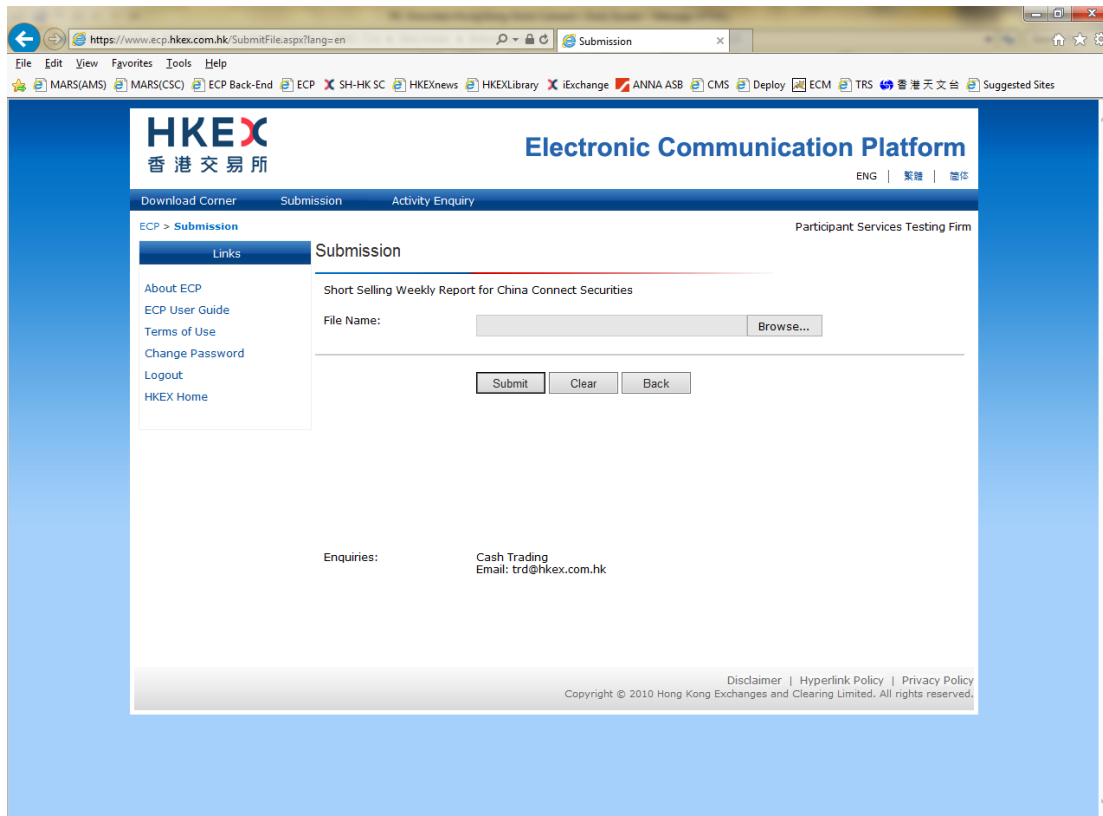 https://www.ecp.hkex.com.hk/SubmitFile.aspx?lang=en
Submission
File Edit View Favorites Tools Help
MARS(AMS) MARS(CSC) ECP Back-End ECP SH-HK SC HKEXnews HKEXLibrary iExchange ANNA ASB CMS Deploy ECM TRS 香港天文台 Suggested Sites
HKEX
香港交易所
Electronic Communication Platform
ENG | 繁體 | 简体
Download Corner Submission Activity Enquiry
ECP > Submission
Participant Services Testing Firm
Links
About ECP
ECP User Guide
Terms of Use
Change Password
Logout
HKEX Home
Submission
Short Selling Weekly Report for China Connect Securities
File Name:
Browse...
Submit Clear Back
Enquiries: Cash Trading
Email: trd@hkex.com.hk
Disclaimer | Hyperlink Policy | Privacy Policy
Copyright © 2010 Hong Kong Exchanges and Clearing Limited. All rights reserved.